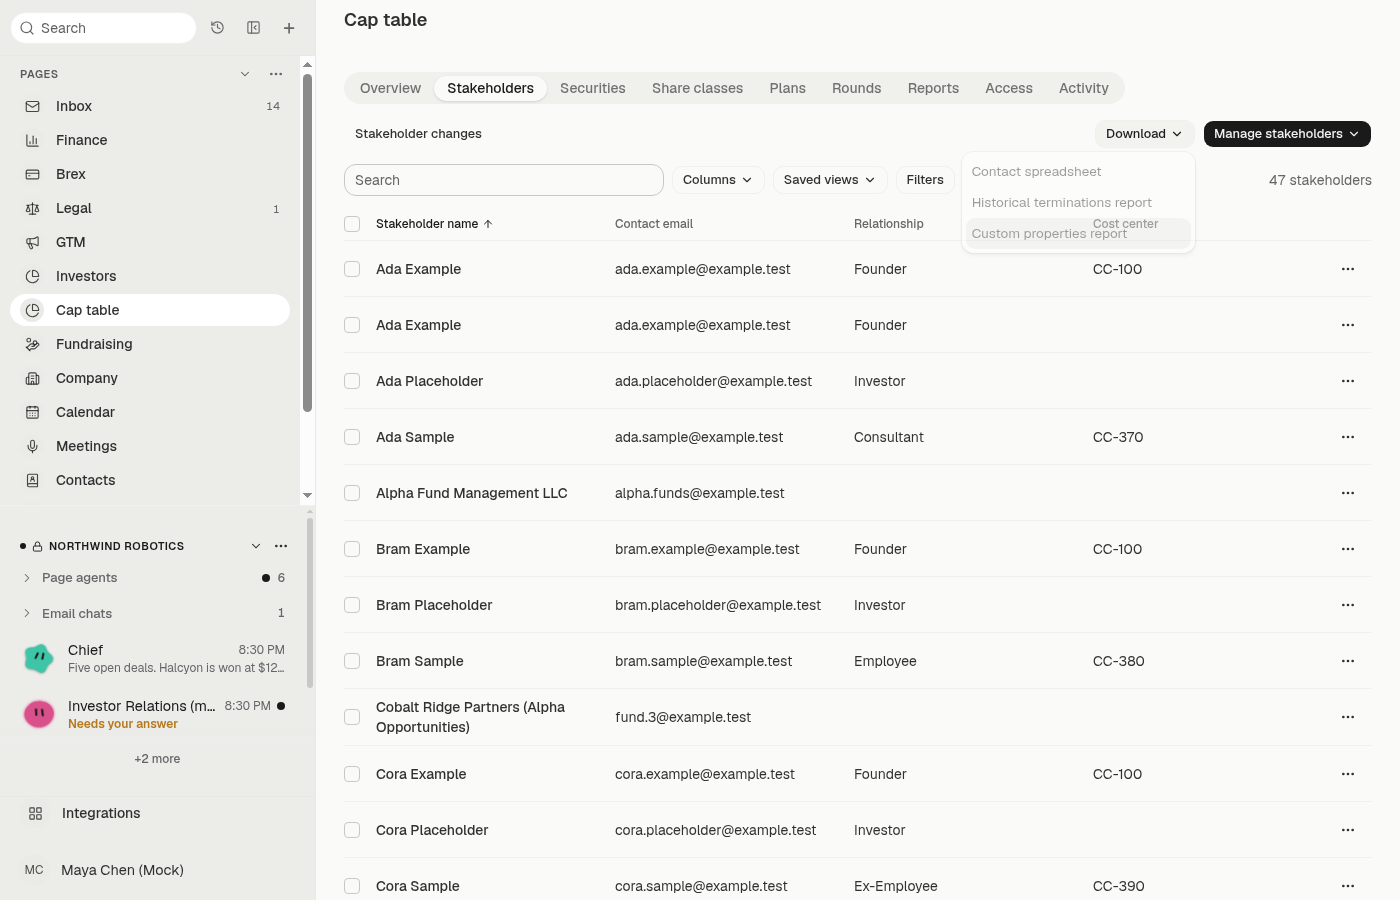 Search
PAGES
Inbox 14
Finance
Brex
Legal 1
GTM
Investors
Cap table
Fundraising
Company
Calendar
Meetings
Contacts
NORTHWIND ROBOTICS
Page agents 6
Email chats 1
Chief 8:30 PM
Five open deals. Halcyon is won at $12…
Investor Relations (m… 8:30 PM
Needs your answer
+2 more
Integrations
MC Maya Chen (Mock)
Cap table
Overview Stakeholders Securities Share classes Plans Rounds Reports Access Activity
Stakeholder changes Download Manage stakeholders
Search Columns Saved views Filters 47 stakeholders
Contact spreadsheet
Historical terminations report
Custom properties report
Stakeholder name Contact email Relationship Cost center
Ada Example ada.example@example.test Founder CC-100
Ada Example ada.example@example.test Founder
Ada Placeholder ada.placeholder@example.test Investor
Ada Sample ada.sample@example.test Consultant CC-370
Alpha Fund Management LLC alpha.funds@example.test
Bram Example bram.example@example.test Founder CC-100
Bram Placeholder bram.placeholder@example.test Investor
Bram Sample bram.sample@example.test Employee CC-380
Cobalt Ridge Partners (Alpha
Opportunities) fund.3@example.test
Cora Example cora.example@example.test Founder CC-100
Cora Placeholder cora.placeholder@example.test Investor
Cora Sample cora.sample@example.test Ex-Employee CC-390